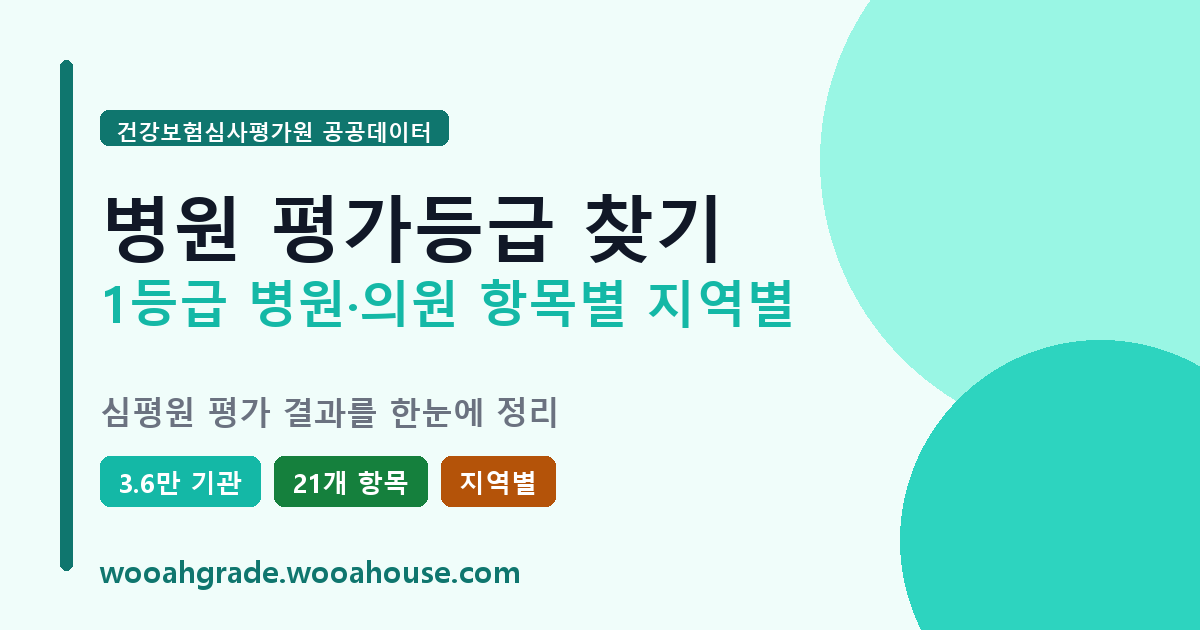 건강보험심사평가원 공공데이터
병원 평가등급 찾기
1등급 병원·의원 항목별 지역별
심평원 평가 결과를 한눈에 정리
3.6만 기관 21개 항목 지역별
wooahgrade.wooahouse.com